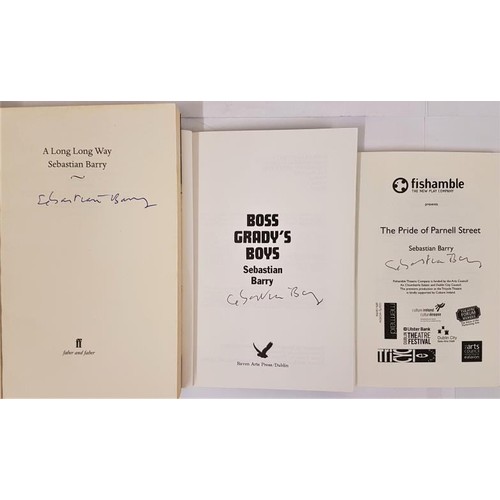 A Long Long Way
Sebastian Barry
~
Sebastian Barry
ff
faber and faber
BOSS
GRADY'S
BOYS
Sebastian
Barry
Sebastian Barry
Raven Arts Press/Dublin
fishamble
THE NEW PLAY COMPANY
presents
The Pride of Parnell Street
Sebastian Barry
Sebastian Barry
Ulster Bank
DUBLIN
THEATRE
FESTIVAL
Dublin City
arts
council